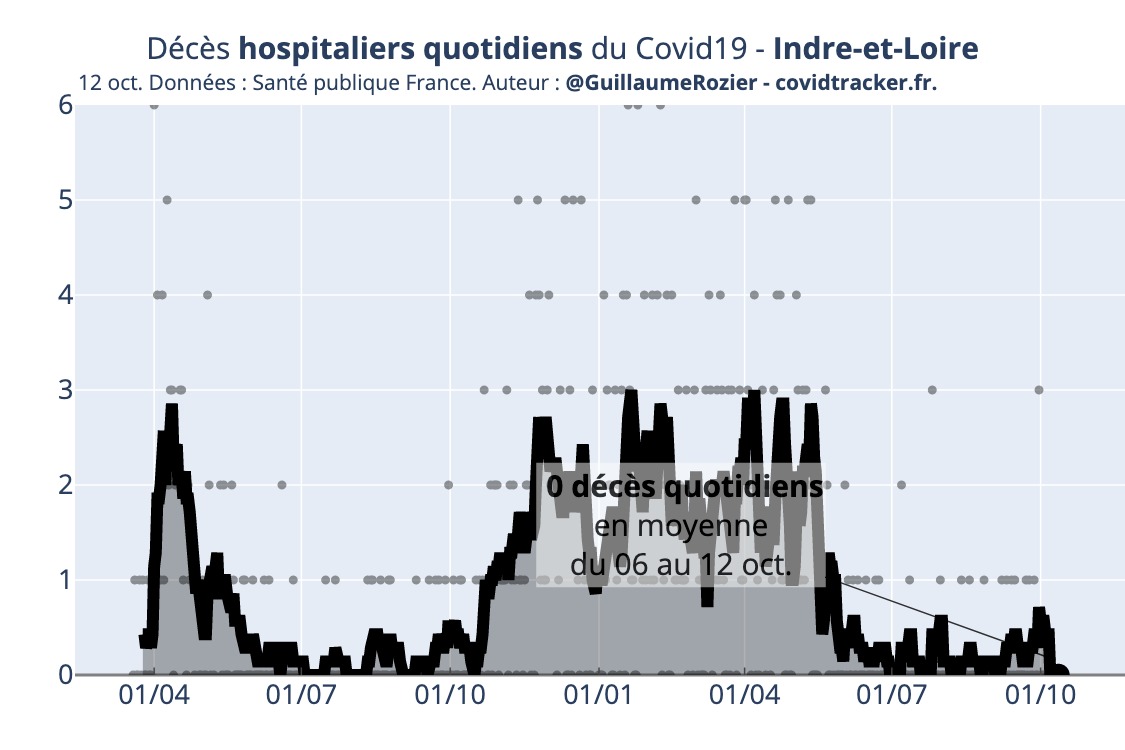 Décès hospitaliers quotidiens du Covid19 - Indre-et-Loire
12 oct. Données : Santé publique France. Auteur : @GuillaumeRozier - covidtracker.fr.
6
5
4
3
2
1
0
0 décès quotidiens
en moyenne
du 06 au 12 oct.
01/04 01/07 01/10 01/01 01/04 01/07 01/10